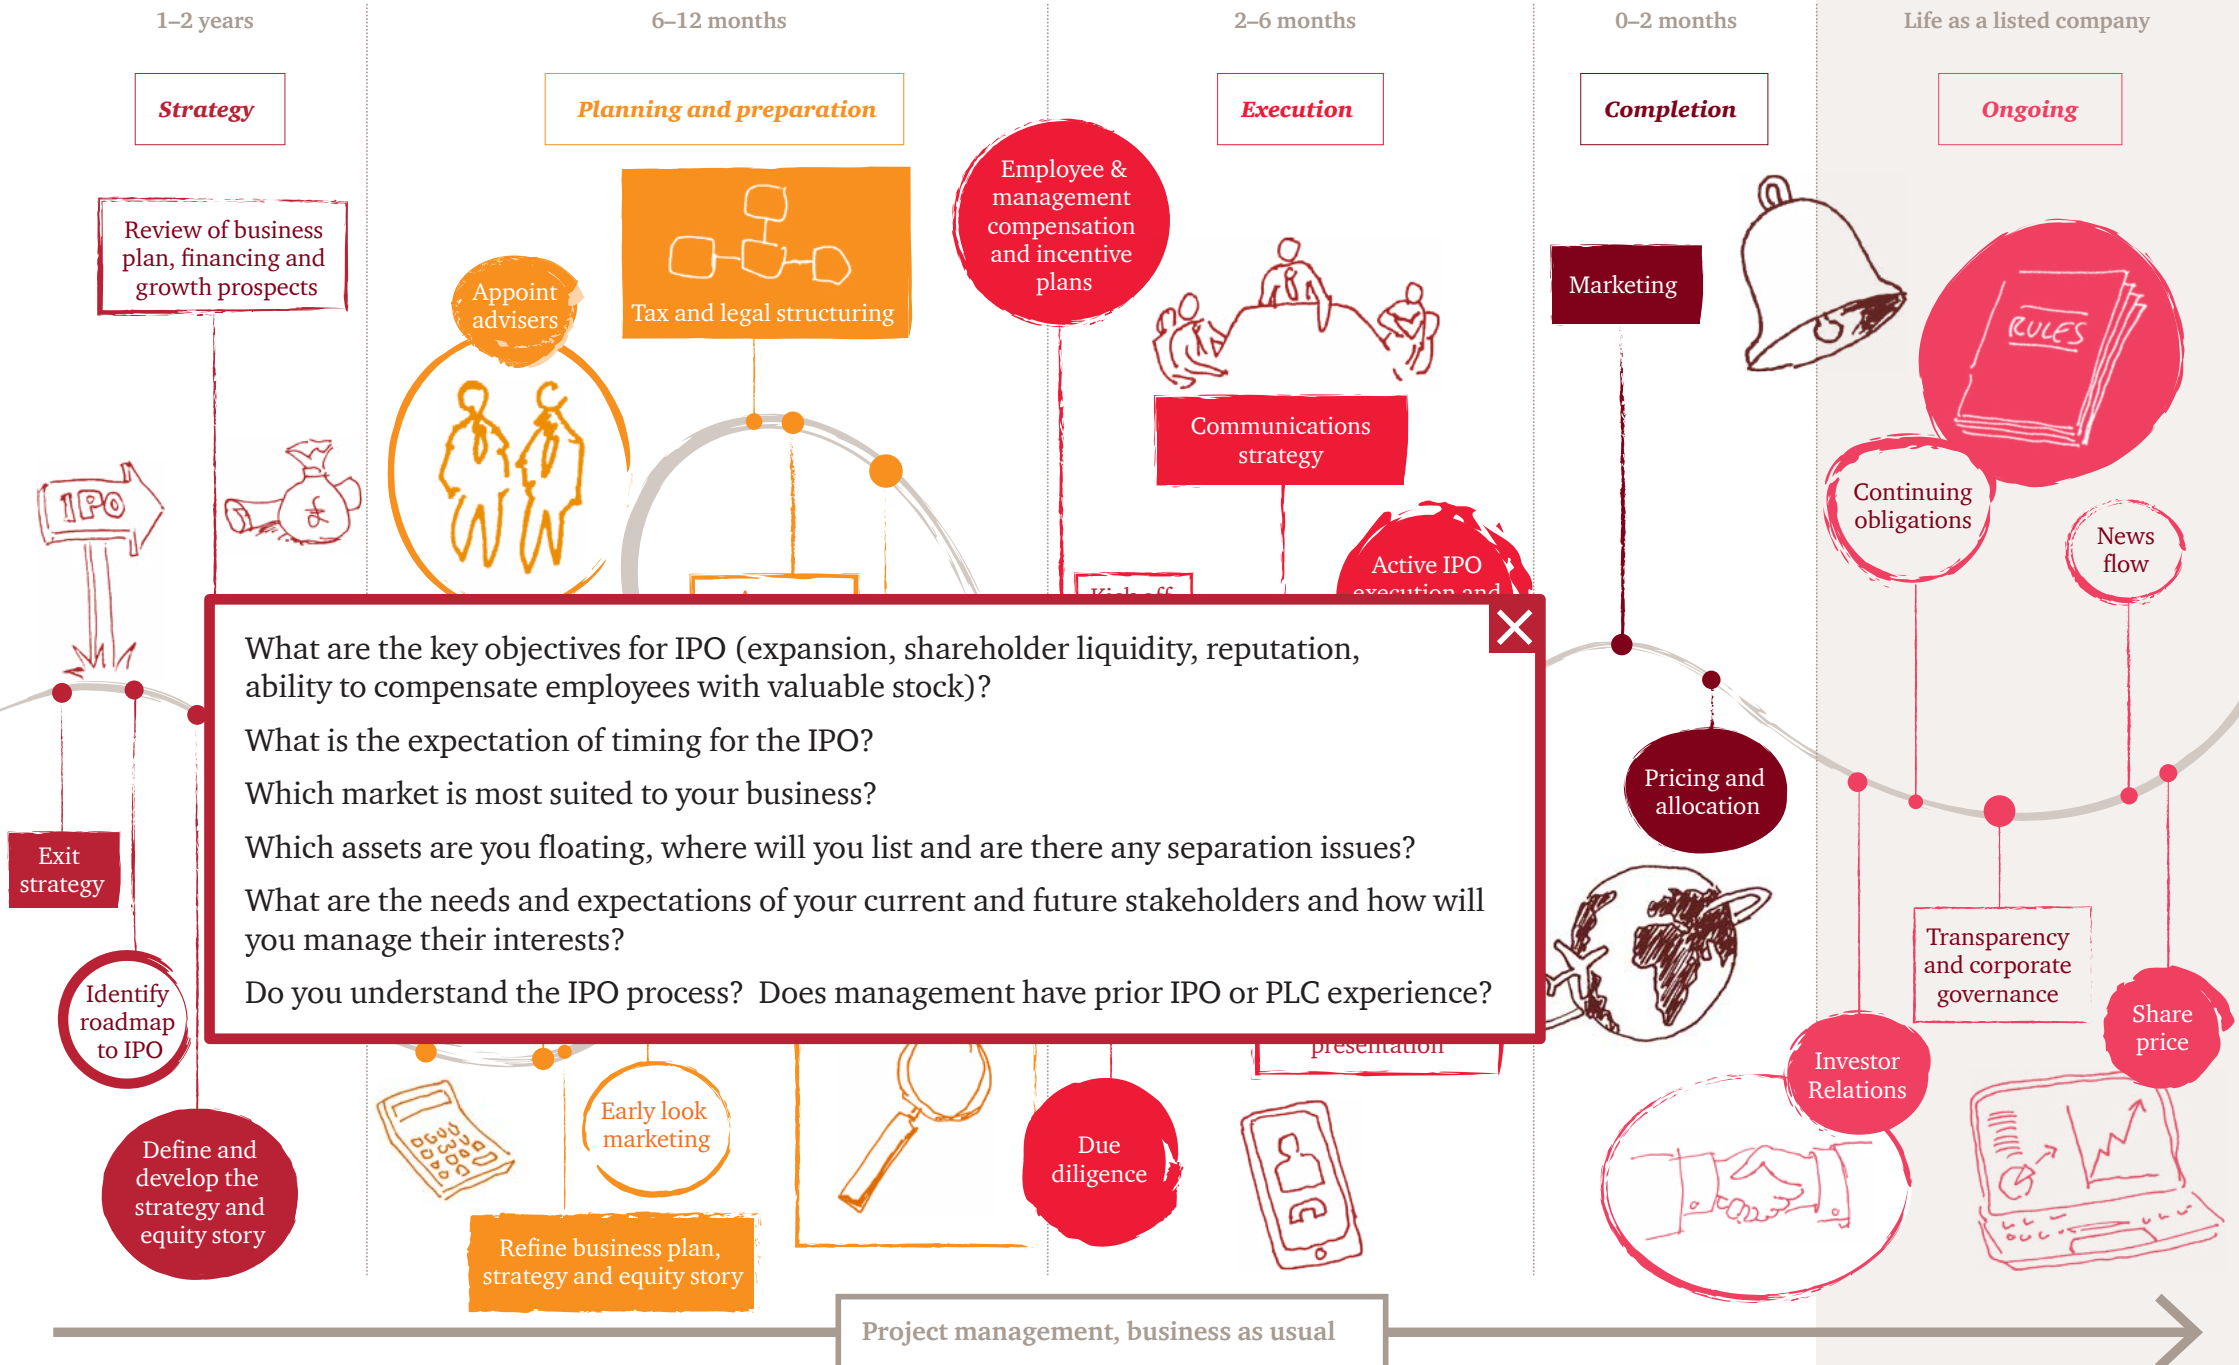 1–2 years
6–12 months
2–6 months
0–2 months
Life as a listed company
Strategy
Planning and preparation
Execution
Completion
Ongoing
Review of business
plan, financing and
growth prospects
IPO
£
Exit
strategy
Identify
roadmap
to IPO
Define and
develop the
strategy and
equity story
Appoint
advisers
Tax and legal structuring
Early look
marketing
Refine business plan,
strategy and equity story
Employee &
management
compensation
and incentive
plans
Communications
strategy
Kick off
Active IPO
execution and
What are the key objectives for IPO (expansion, shareholder liquidity, reputation,
ability to compensate employees with valuable stock)?
What is the expectation of timing for the IPO?
Which market is most suited to your business?
Which assets are you floating, where will you list and are there any separation issues?
What are the needs and expectations of your current and future stakeholders and how will
you manage their interests?
Do you understand the IPO process?  Does management have prior IPO or PLC experience?
presentation
Due
diligence
Marketing
Pricing and
allocation
RULES
Continuing
obligations
News
flow
Transparency
and corporate
governance
Share
price
Investor
Relations
Project management, business as usual